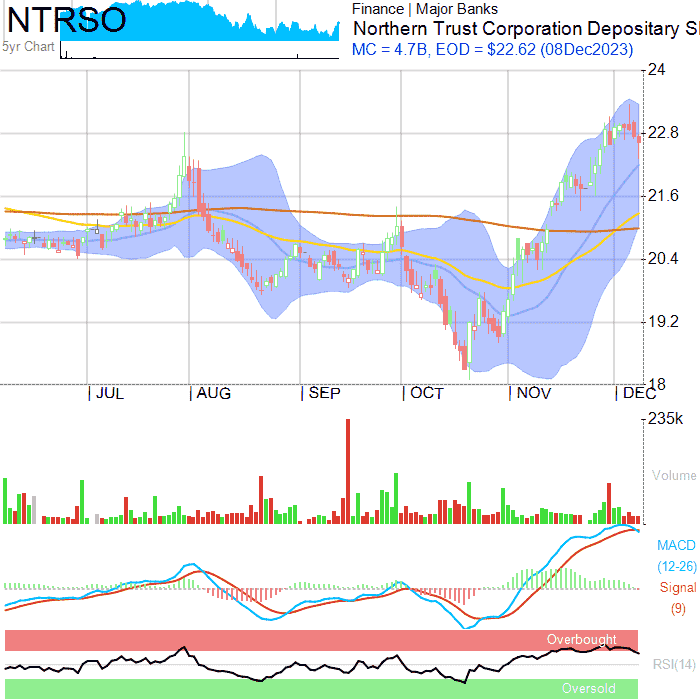 NTRSO
5yr Chart
Finance | Major Banks
Northern Trust Corporation Depositary S
MC = 4.7B, EOD = $22.62 (08Dec2023)
24
22.8
21.6
20.4
19.2
18
JUL AUG SEP OCT NOV DEC
235k
Volume
MACD
(12-26)
Signal
(9)
Overbought
RSI(14)
Oversold